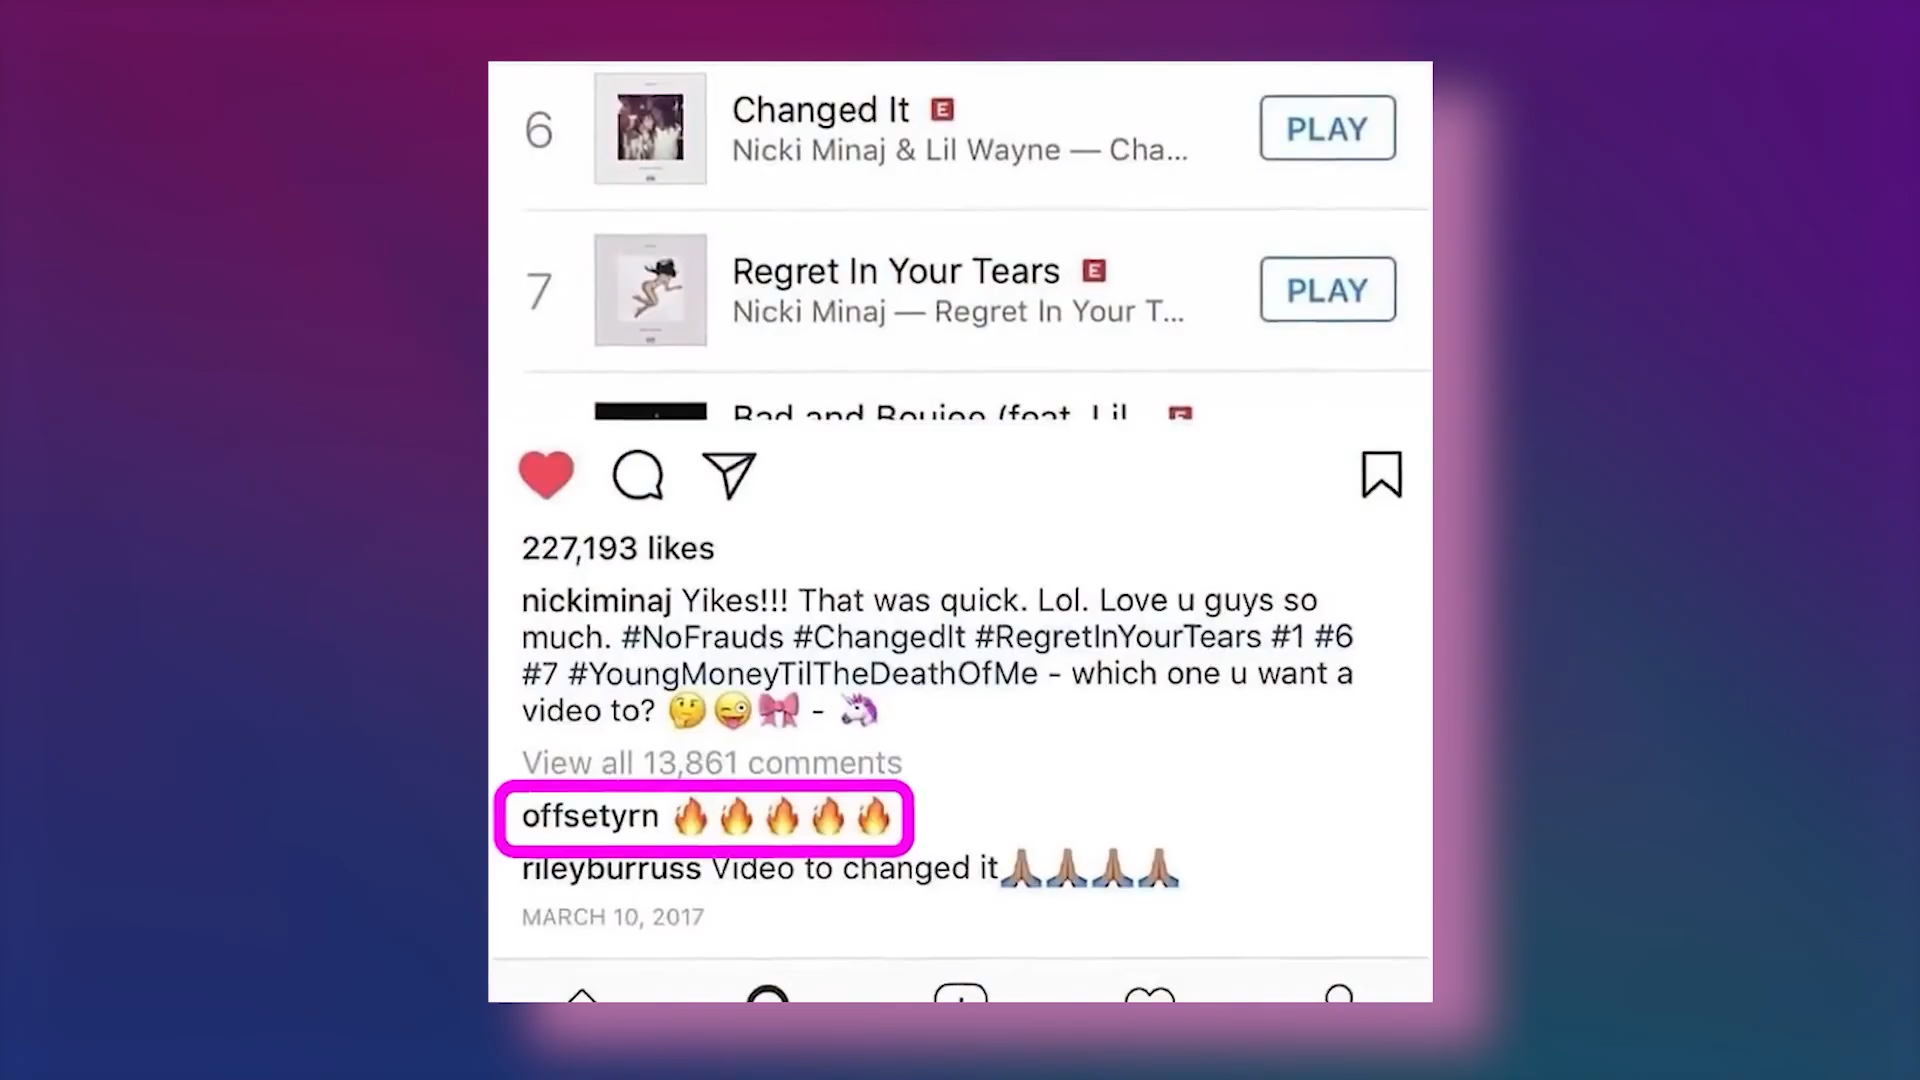 6
Changed It E
Nicki Minaj & Lil Wayne — Cha...
PLAY
7
Regret In Your Tears E
Nicki Minaj — Regret In Your T...
PLAY
Bad and Boujee (feat. Lil E
227,193 likes
nickiminaj Yikes!!! That was quick. Lol. Love u guys so
much. #NoFrauds #ChangedIt #RegretInYourTears #1 #6
#7 #YoungMoneyTilTheDeathOfMe - which one u want a
video to? 🤔😜🎀 - 🦄
View all 13,861 comments
offsetyrn 🔥🔥🔥🔥🔥
rileyburruss Video to changed it🙏🏽🙏🏽🙏🏽🙏🏽
MARCH 10, 2017